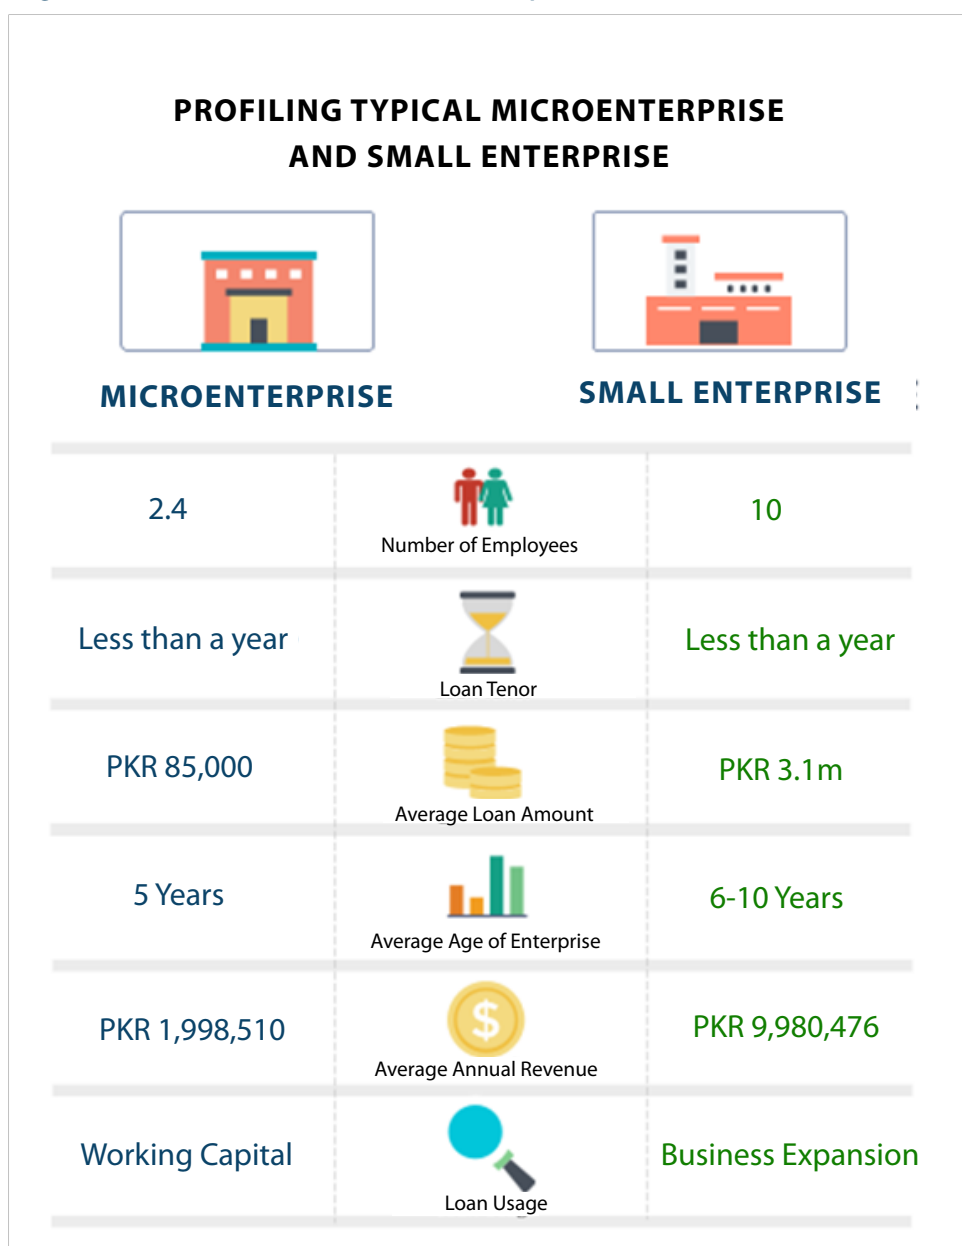 PROFILING TYPICAL MICROENTERPRISE
AND SMALL ENTERPRISE
MICROENTERPRISE
SMALL ENTERPRISE
2.4
Number of Employees
10
Less than a year
Loan Tenor
Less than a year
PKR 85,000
Average Loan Amount
PKR 3.1m
5 Years
Average Age of Enterprise
6-10 Years
PKR 1,998,510
$
Average Annual Revenue
PKR 9,980,476
Working Capital
Loan Usage
Business Expansion